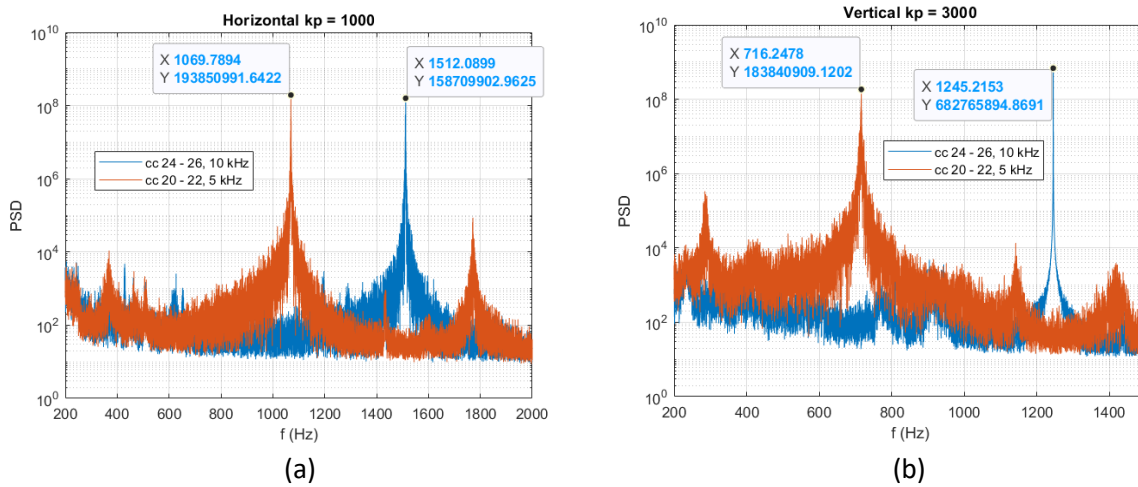 Horizontal kp = 1000
10^10
10^8
10^6
10^4
10^2
10^0
PSD
X 1069.7894
Y 193850991.6422
X 1512.0899
Y 158709902.9625
cc 24 - 26, 10 kHz
cc 20 - 22, 5 kHz
200 400 600 800 1000 1200 1400 1600 1800 2000
f (Hz)
(a)
Vertical kp = 3000
10^10
10^8
10^6
10^4
10^2
10^0
PSD
X 716.2478
Y 183840909.1202
X 1245.2153
Y 682765894.8691
cc 24 - 26, 10 kHz
cc 20 - 22, 5 kHz
200 400 600 800 1000 1200 1400
f (Hz)
(b)